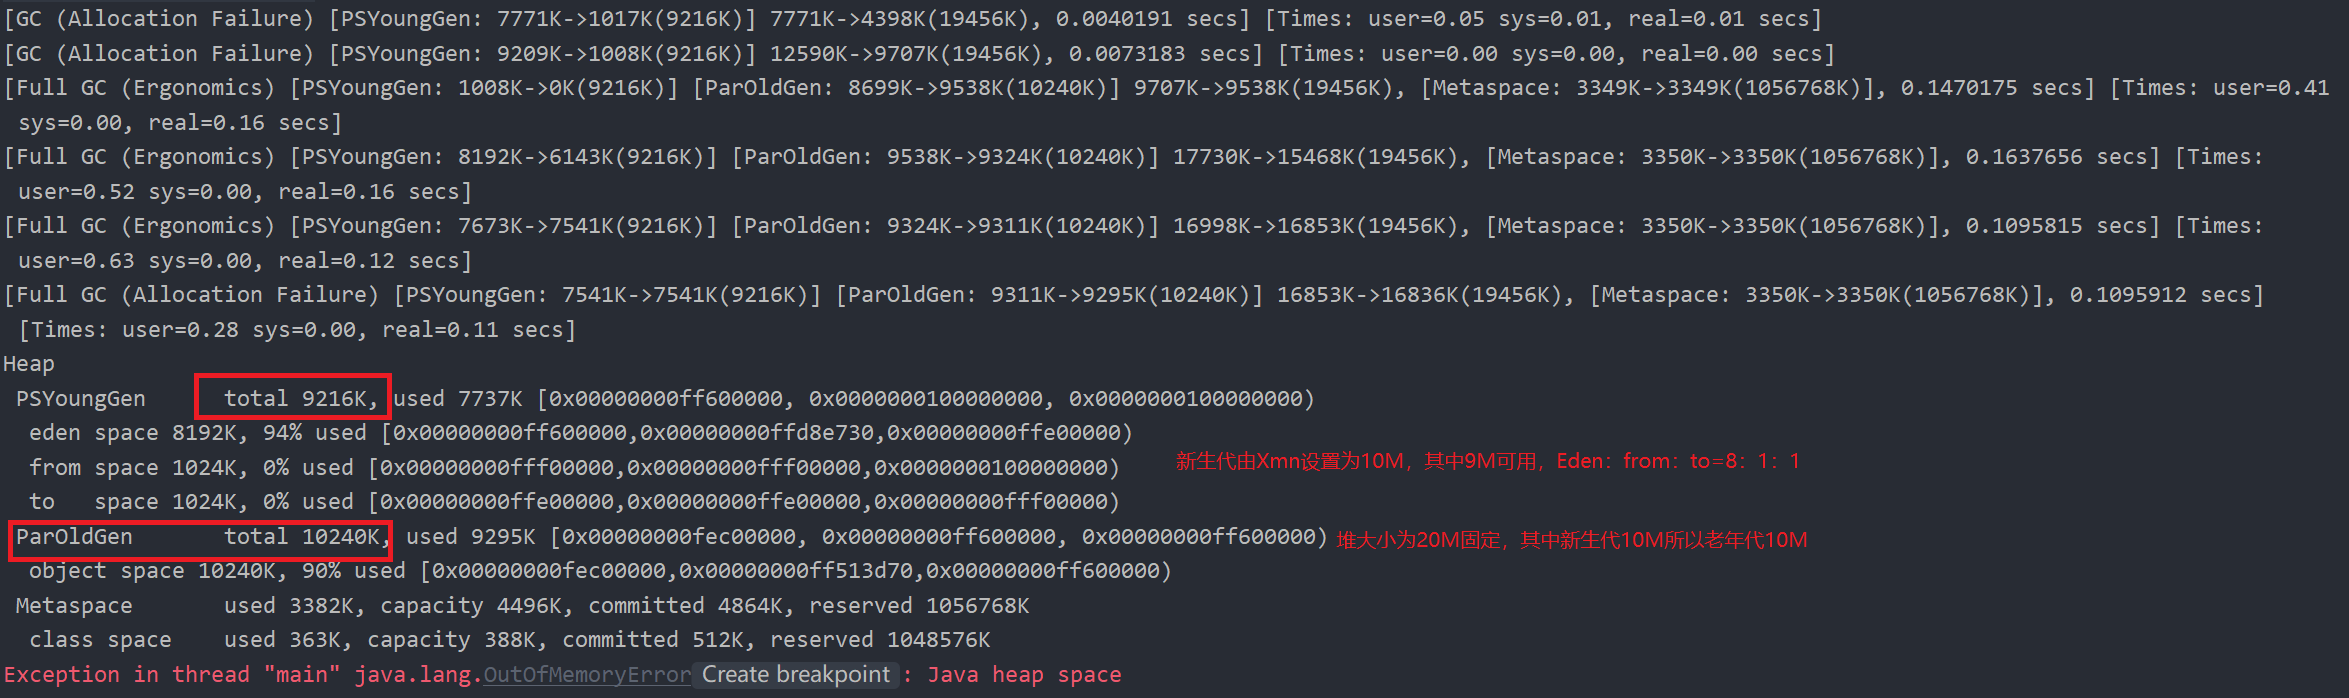 [GC (Allocation Failure) [PSYoungGen: 7771K->1017K(9216K)] 7771K->4398K(19456K), 0.0040191 secs] [Times: user=0.05 sys=0.01, real=0.01 secs]
[GC (Allocation Failure) [PSYoungGen: 9209K->1008K(9216K)] 12590K->9707K(19456K), 0.0073183 secs] [Times: user=0.00 sys=0.00, real=0.00 secs]
[Full GC (Ergonomics) [PSYoungGen: 1008K->0K(9216K)] [ParOldGen: 8699K->9538K(10240K)] 9707K->9538K(19456K), [Metaspace: 3349K->3349K(1056768K)], 0.1470175 secs] [Times: user=0.41
sys=0.00, real=0.16 secs]
[Full GC (Ergonomics) [PSYoungGen: 8192K->6143K(9216K)] [ParOldGen: 9538K->9324K(10240K)] 17730K->15468K(19456K), [Metaspace: 3350K->3350K(1056768K)], 0.1637656 secs] [Times:
user=0.52 sys=0.00, real=0.16 secs]
[Full GC (Ergonomics) [PSYoungGen: 7673K->7541K(9216K)] [ParOldGen: 9324K->9311K(10240K)] 16998K->16853K(19456K), [Metaspace: 3350K->3350K(1056768K)], 0.1095815 secs] [Times:
user=0.63 sys=0.00, real=0.12 secs]
[Full GC (Allocation Failure) [PSYoungGen: 7541K->7541K(9216K)] [ParOldGen: 9311K->9295K(10240K)] 16853K->16836K(19456K), [Metaspace: 3350K->3350K(1056768K)], 0.1095912 secs]
[Times: user=0.28 sys=0.00, real=0.11 secs]
Heap
PSYoungGen total 9216K, used 7737K [0x00000000ff600000, 0x0000000100000000, 0x0000000100000000)
eden space 8192K, 94% used [0x00000000ff600000,0x00000000ffd8e730,0x00000000ffe00000)
from space 1024K, 0% used [0x00000000fff00000,0x00000000fff00000,0x0000000100000000)
新生代由Xmn设置为10M，其中9M可用，Eden：from：to=8：1：1
to space 1024K, 0% used [0x00000000ffe00000,0x00000000ffe00000,0x00000000fff00000)
ParOldGen total 10240K, used 9295K [0x00000000fec00000, 0x00000000ff600000, 0x00000000ff600000) 堆大小为20M固定，其中新生代10M所以老年代10M
object space 10240K, 90% used [0x00000000fec00000,0x00000000ff513d70,0x00000000ff600000)
Metaspace used 3382K, capacity 4496K, committed 4864K, reserved 1056768K
class space used 363K, capacity 388K, committed 512K, reserved 1048576K
Exception in thread "main" java.lang.OutOfMemoryError Create breakpoint : Java heap space